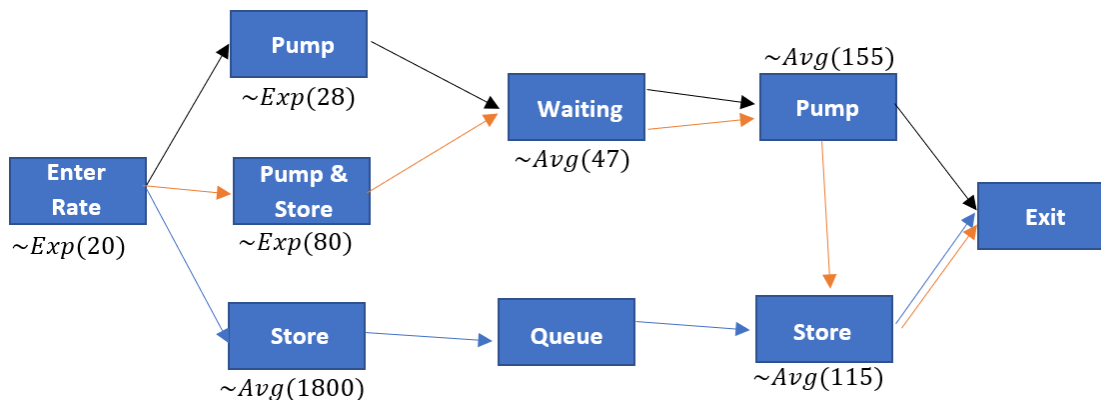 Pump
~Exp(28)
Waiting
~Avg(47)
~Avg(155)
Pump
Enter
Rate
~Exp(20)
Pump &
Store
~Exp(80)
Exit
Store
~Avg(1800)
Queue
Store
~Avg(115)